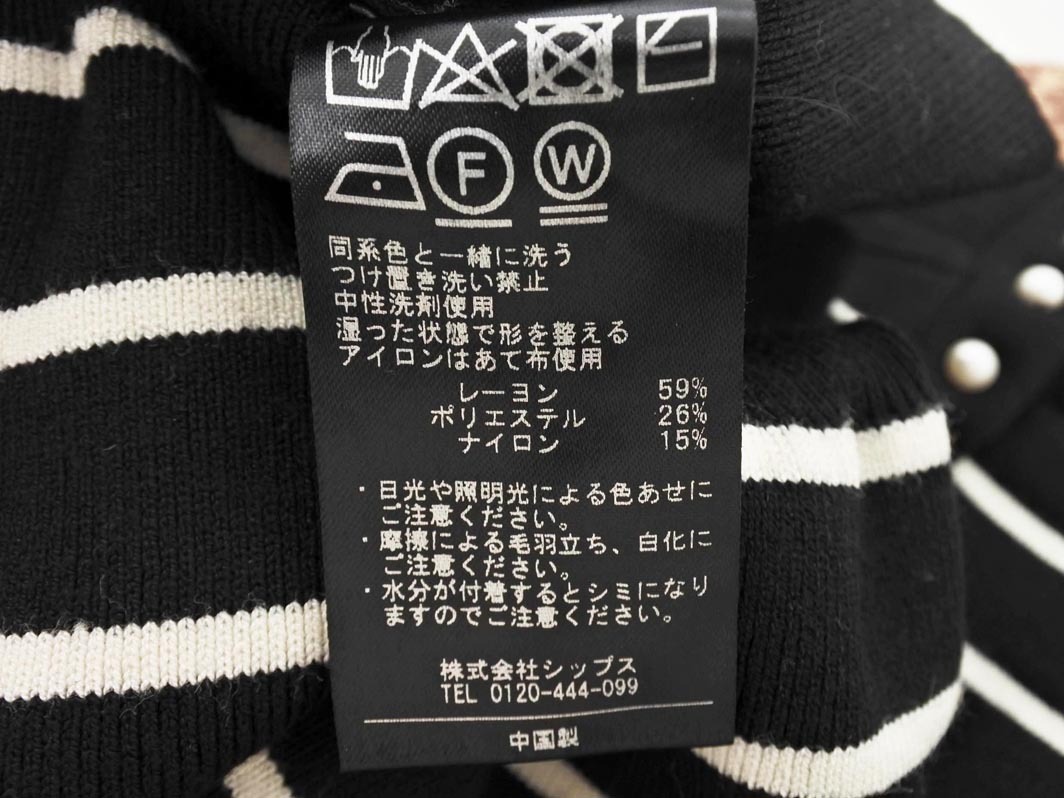 F W
同系色と一緒に洗う
つけ置き洗い禁止
中性洗剤使用
湿った状態で形を整える
アイロンはあて布使用
レーヨン 59%
ポリエステル 26%
ナイロン 15%
・日光や照明光による色あせに
ご注意ください。
・摩擦による毛羽立ち、白化に
ご注意ください。
・水分が付着するとシミになり
ますのでご注意ください。
株式会社シップス
TEL 0120-444-099
中国製